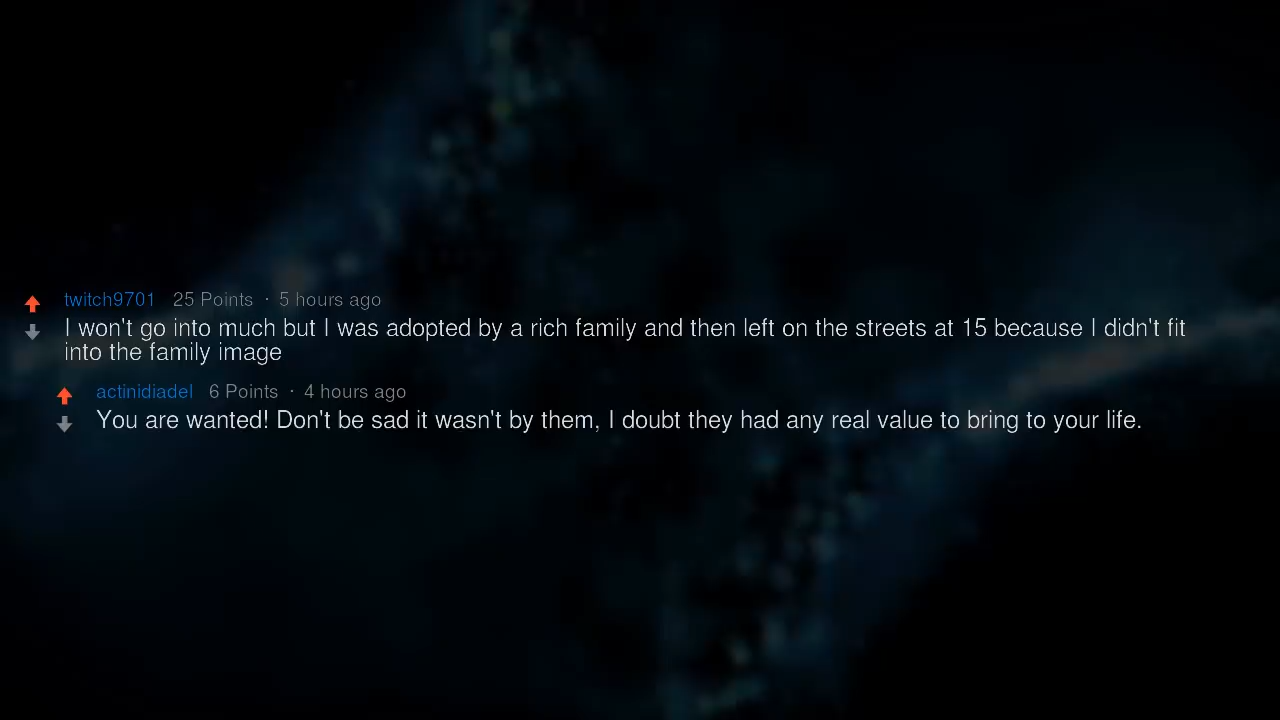 twitch9701 25 Points · 5 hours ago
I won't go into much but I was adopted by a rich family and then left on the streets at 15 because I didn't fit
into the family image
actinidiadel 6 Points · 4 hours ago
You are wanted! Don't be sad it wasn't by them, I doubt they had any real value to bring to your life.